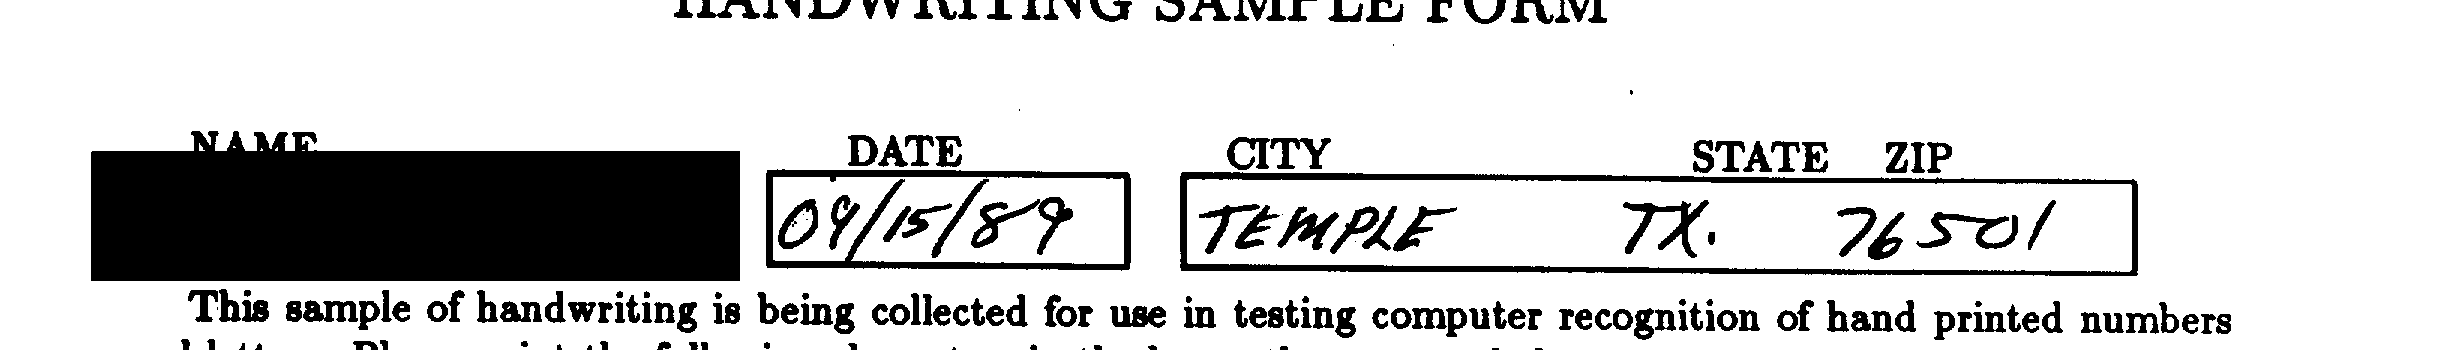 HANDWRITING SAMPLE FORM
NAME DATE CITY STATE ZIP
09/15/89 TEMPLE TX. 76501
This sample of handwriting is being collected for use in testing computer recognition of hand printed numbers